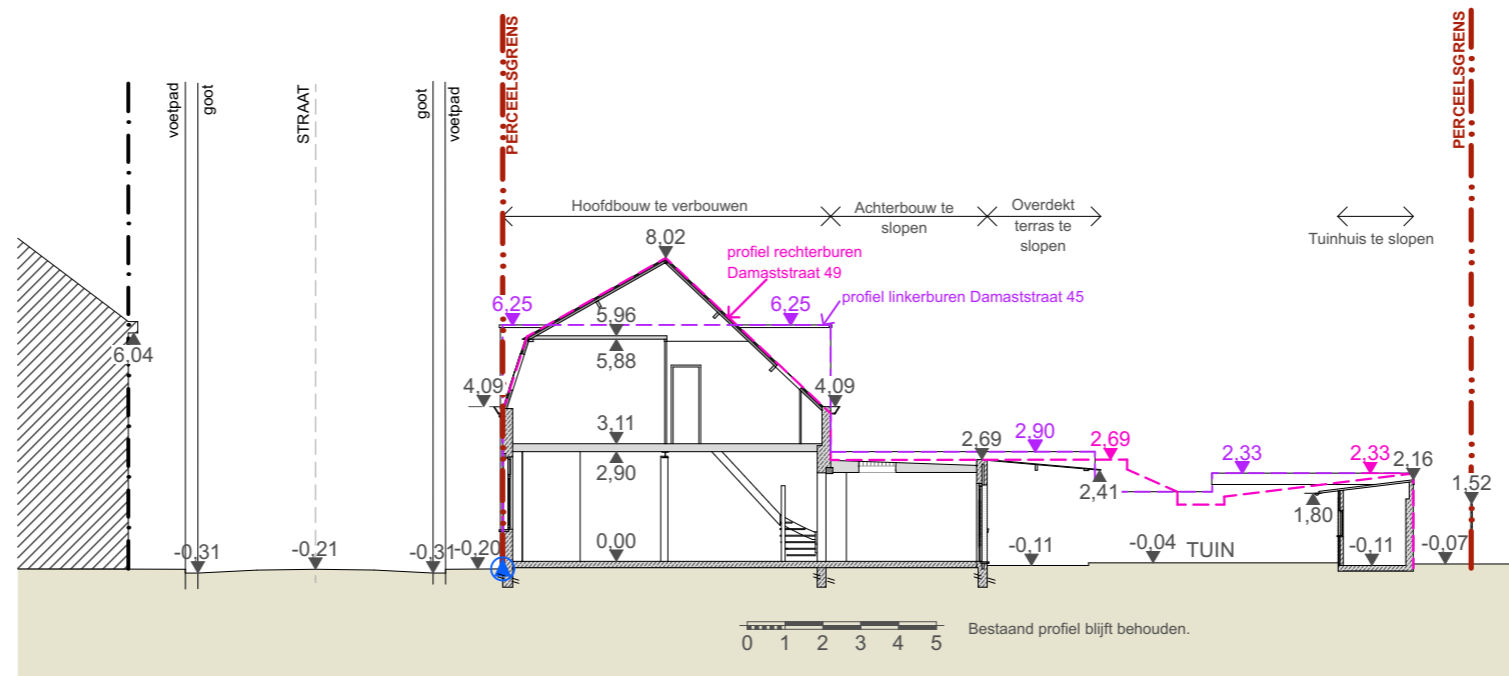 PERCEELSGRENS
PERCEELSGRENS
voetpad
goot
STRAAT
goot
voetpad
Hoofdbouw te verbouwen
Achterbouw te
slopen
Overdekt
terras te
slopen
Tuinhuis te slopen
8,02
profiel rechterburen
Damaststraat 49
profiel linkerburen Damaststraat 45
6,25
6,25
5,96
5,88
6,04
4,09
4,09
3,11
2,90
2,69
2,90
2,69
2,41
2,33
2,33
2,16
1,80
1,52
0,00
-0,31
-0,21
-0,31
-0,20
-0,11
-0,04
TUIN
-0,11
-0,07
0 1 2 3 4 5
Bestaand profiel blijft behouden.